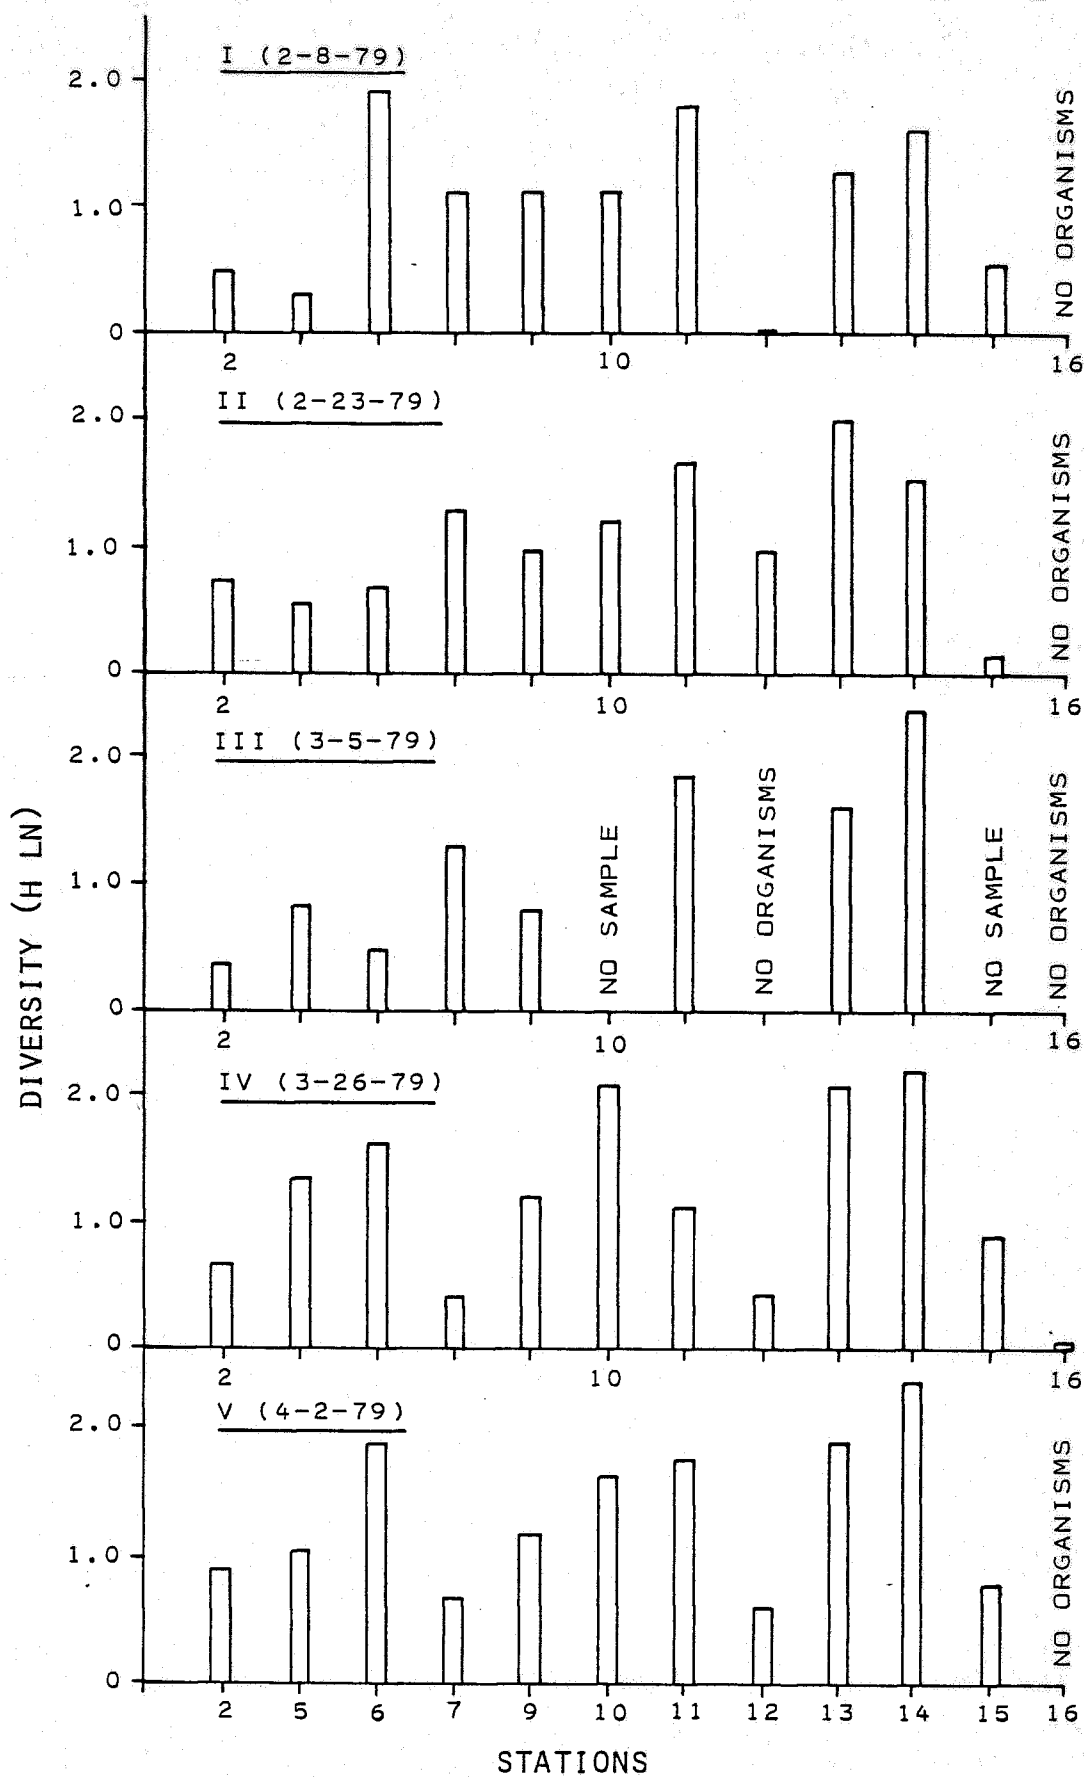 I (2-8-79)
2.0
1.0
0
NO ORGANISMS
2 10 16
II (2-23-79)
2.0
1.0
0
NO ORGANISMS
2 10 16
III (3-5-79)
2.0
1.0
0
NO SAMPLE
NO ORGANISMS
NO SAMPLE
NO ORGANISMS
2 10 16
DIVERSITY (H LN)
IV (3-26-79)
2.0
1.0
0
2 10 16
V (4-2-79)
2.0
1.0
0
NO ORGANISMS
2 5 6 7 9 10 11 12 13 14 15 16
STATIONS